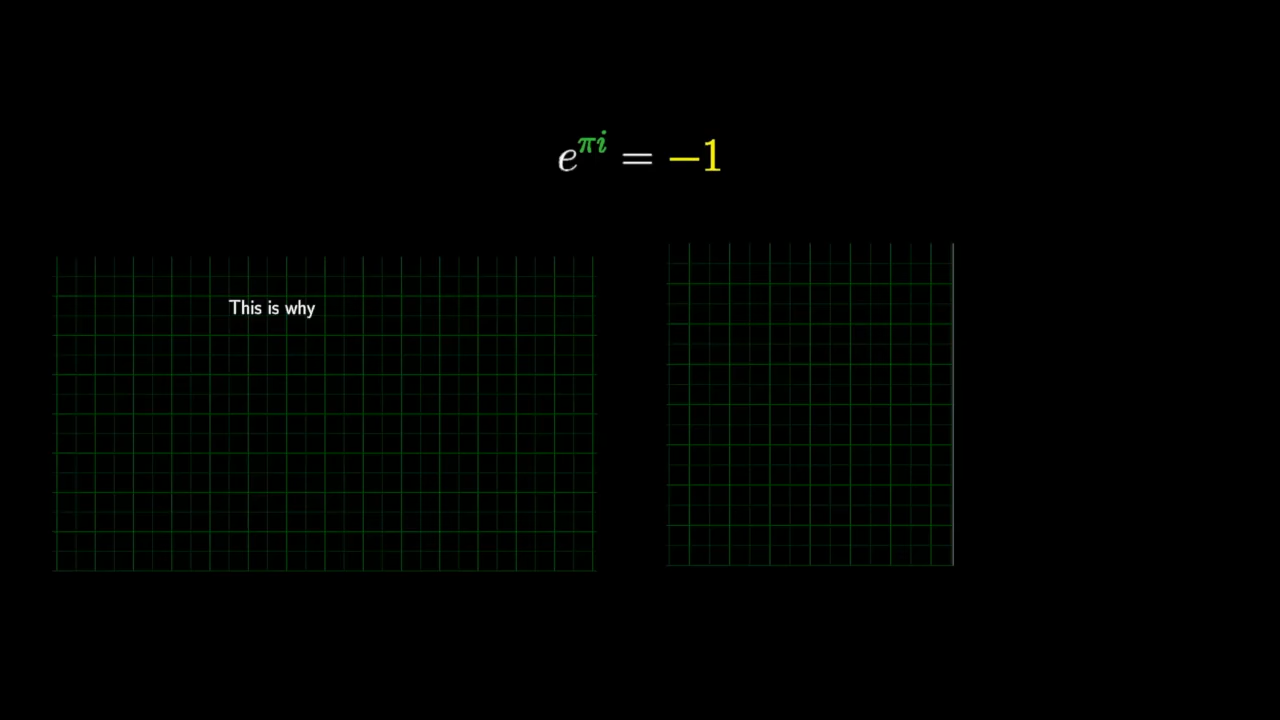 e^{πi} = −1
This is why